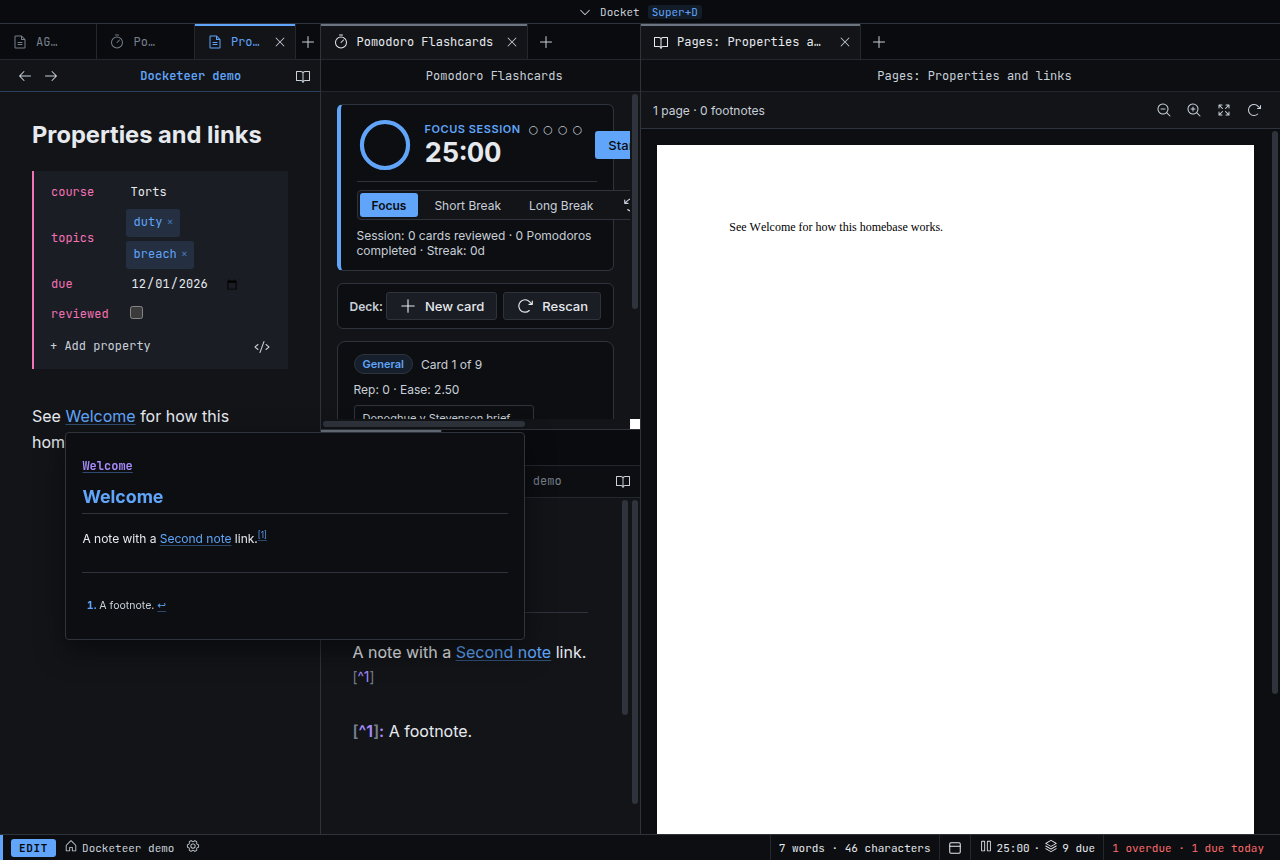 Docket Super+D
AG…
Po…
Pro…
Pomodoro Flashcards
Pages: Properties a…
Docketeer demo
Pomodoro Flashcards
Pages: Properties and links
Properties and links
course Torts
topics duty ×
breach ×
due 12/01/2026
reviewed
+ Add property </>
See Welcome for how this
hom
FOCUS SESSION
25:00
Star
Focus Short Break Long Break
Session: 0 cards reviewed · 0 Pomodoros
completed · Streak: 0d
Deck: New card Rescan
General Card 1 of 9
Rep: 0 · Ease: 2.50
Donoghue v Stevenson brief
Welcome
Welcome
A note with a Second note link.[1]
1. A footnote. ↩
demo
A note with a Second note link.
[^1]
[^1]: A footnote.
1 page · 0 footnotes
See Welcome for how this homebase works.
EDIT Docketeer demo
7 words · 46 characters
25:00 · 9 due
1 overdue · 1 due today